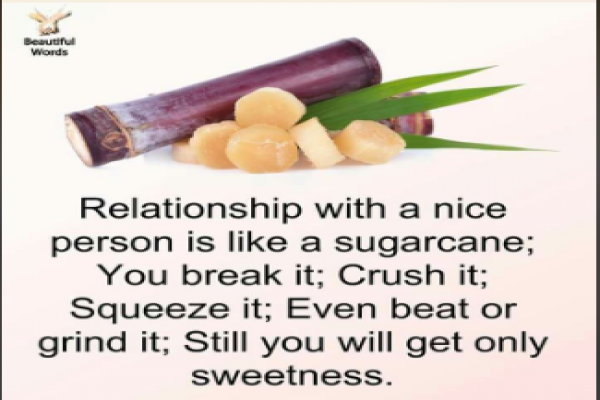 Beautiful
Words
Relationship with a nice
person is like a sugarcane;
You break it; Crush it;
Squeeze it; Even beat or
grind it; Still you will get only
sweetness.